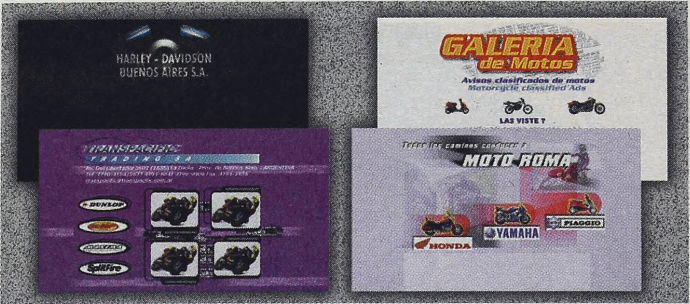 HARLEY - DAVIDSON
BUENOS AIRES S.A.
GALERIA
de Motos
Avisos clasificados de motos
Motorcycle classified Ads
LAS VISTE ?
TRANSPACIFIC
TRADING SA
DUNLOP
SplitFire
Todos los caminos conducen a
MOTO ROMA
HONDA
YAMAHA
PIAGGIO